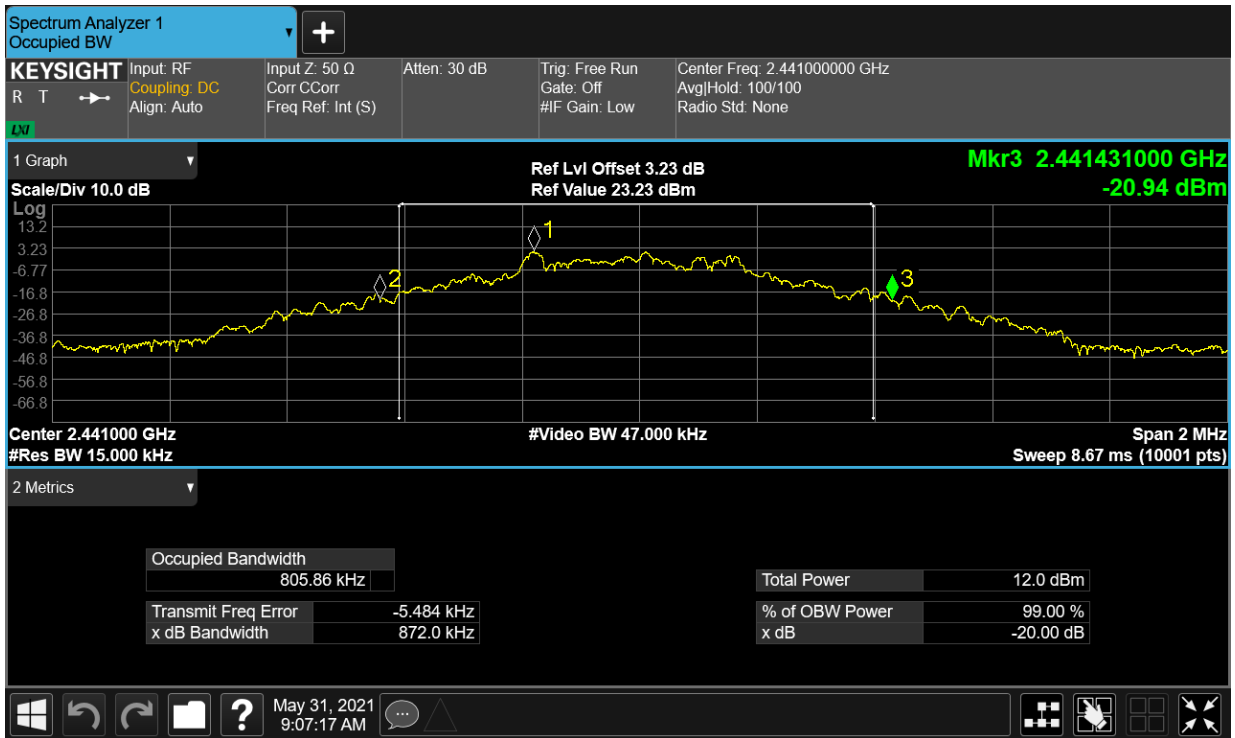 Spectrum Analyzer 1
Occupied BW
KEYSIGHT
R T
LXI
Input: RF
Coupling: DC
Align: Auto
Input Z: 50 Ω
Corr CCorr
Freq Ref: Int (S)
Atten: 30 dB
Trig: Free Run
Gate: Off
#IF Gain: Low
Center Freq: 2.441000000 GHz
Avg|Hold: 100/100
Radio Std: None
1 Graph
Scale/Div 10.0 dB
Ref Lvl Offset 3.23 dB
Ref Value 23.23 dBm
Mkr3 2.441431000 GHz
-20.94 dBm
Log
13.2
3.23
-6.77
-16.8
-26.8
-36.8
-46.8
-56.8
-66.8
1
2
3
Center 2.441000 GHz
#Video BW 47.000 kHz
Span 2 MHz
#Res BW 15.000 kHz
Sweep 8.67 ms (10001 pts)
2 Metrics
Occupied Bandwidth
805.86 kHz
Total Power 12.0 dBm
Transmit Freq Error -5.484 kHz
% of OBW Power 99.00 %
x dB Bandwidth 872.0 kHz
x dB -20.00 dB
?
May 31, 2021
9:07:17 AM